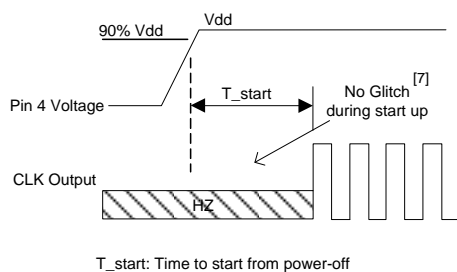 90% Vdd
Vdd
T_start
No Glitch [7]
during start up
Pin 4 Voltage
CLK Output
HZ
T_start: Time to start from power-off